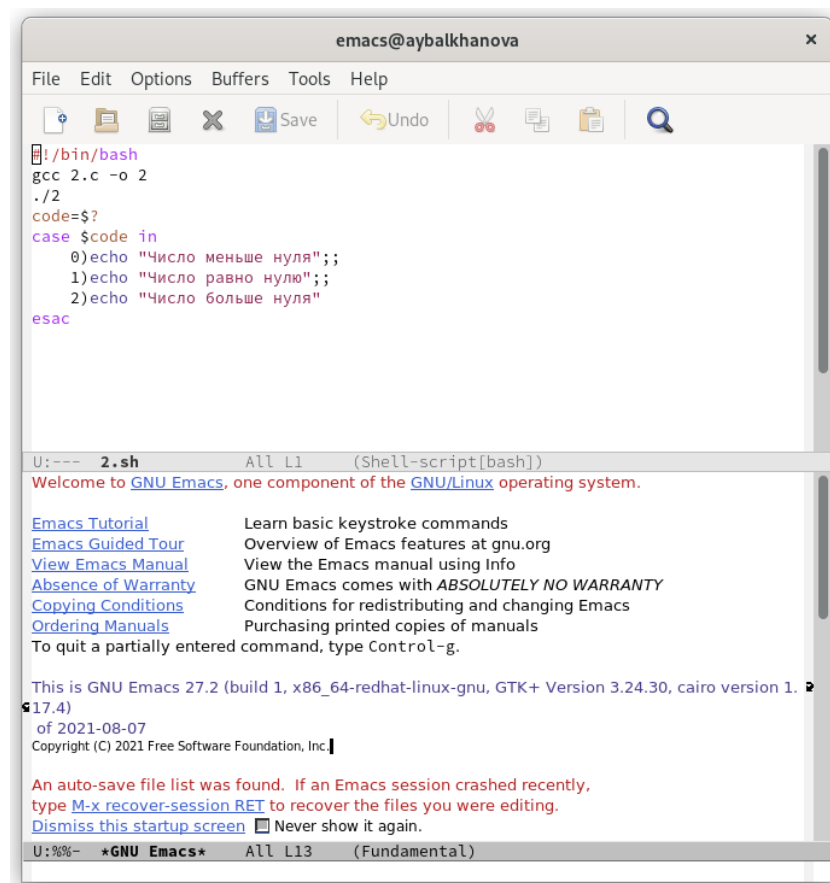 emacs@aybalkhanova ×
File Edit Options Buffers Tools Help
Save Undo
#!/bin/bash
gcc 2.c -o 2
./2
code=$?
case $code in
    0)echo "Число меньше нуля";;
    1)echo "Число равно нулю";;
    2)echo "Число больше нуля"
esac
U:--- 2.sh All L1 (Shell-script[bash])
Welcome to GNU Emacs, one component of the GNU/Linux operating system.
Emacs Tutorial Learn basic keystroke commands
Emacs Guided Tour Overview of Emacs features at gnu.org
View Emacs Manual View the Emacs manual using Info
Absence of Warranty GNU Emacs comes with ABSOLUTELY NO WARRANTY
Copying Conditions Conditions for redistributing and changing Emacs
Ordering Manuals Purchasing printed copies of manuals
To quit a partially entered command, type Control-g.
This is GNU Emacs 27.2 (build 1, x86_64-redhat-linux-gnu, GTK+ Version 3.24.30, cairo version 1.
17.4)
of 2021-08-07
Copyright (C) 2021 Free Software Foundation, Inc.
An auto-save file list was found. If an Emacs session crashed recently,
type M-x recover-session RET to recover the files you were editing.
Dismiss this startup screen Never show it again.
U:%%- *GNU Emacs* All L13 (Fundamental)